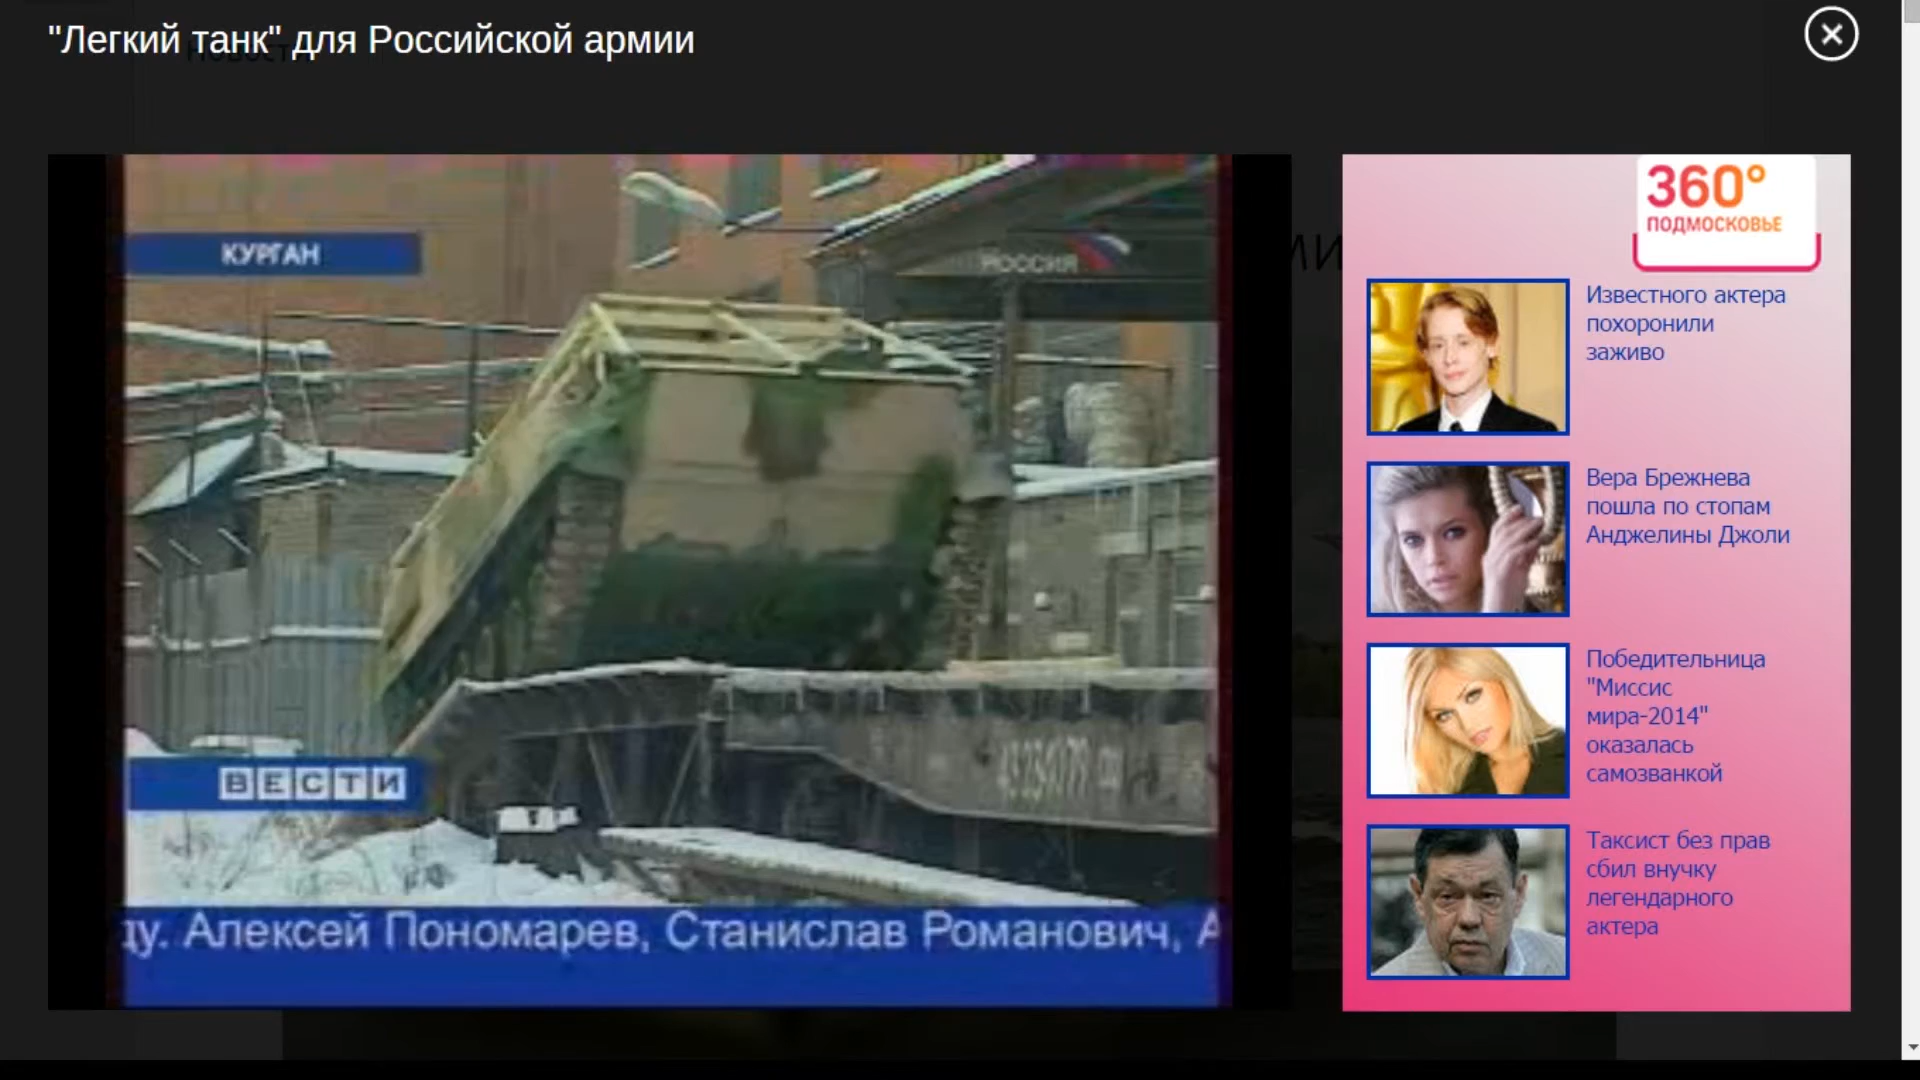 "Легкий танк" для Российской армии
КУРГАН
РОССИЯ
ВЕСТИ
ду. Алексей Пономарев, Станислав Романович, А
360°
ПОДМОСКОВЬЕ
Известного актера
похоронили
заживо
Вера Брежнева
пошла по стопам
Анджелины Джоли
Победительница
"Миссис
мира-2014"
оказалась
самозванкой
Таксист без прав
сбил внучку
легендарного
актера